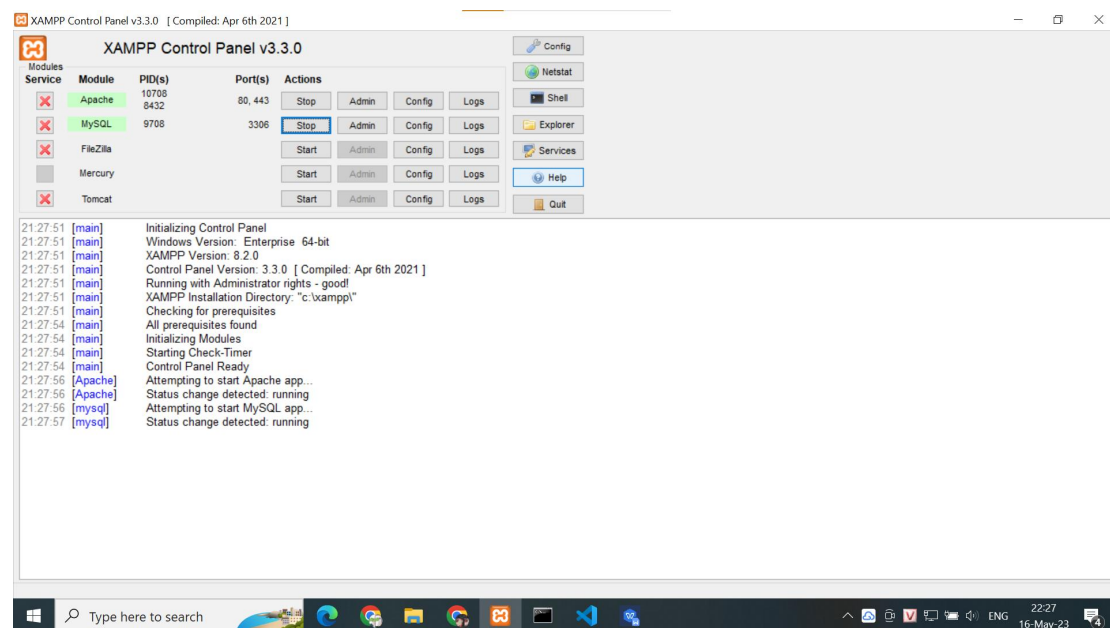 XAMPP Control Panel v3.3.0 [ Compiled: Apr 6th 2021 ]
XAMPP Control Panel v3.3.0
Config
Modules
Service Module PID(s) Port(s) Actions
Netstat
Apache 10708 8432 80, 443 Stop Admin Config Logs
Shell
MySQL 9708 3306 Stop Admin Config Logs
Explorer
FileZilla Start Admin Config Logs
Services
Mercury Start Admin Config Logs
Help
Tomcat Start Admin Config Logs
Quit
21:27:51 [main] Initializing Control Panel
21:27:51 [main] Windows Version: Enterprise 64-bit
21:27:51 [main] XAMPP Version: 8.2.0
21:27:51 [main] Control Panel Version: 3.3.0 [ Compiled: Apr 6th 2021 ]
21:27:51 [main] Running with Administrator rights - good!
21:27:51 [main] XAMPP Installation Directory: "c:\xampp\"
21:27:51 [main] Checking for prerequisites
21:27:54 [main] All prerequisites found
21:27:54 [main] Initializing Modules
21:27:54 [main] Starting Check-Timer
21:27:54 [main] Control Panel Ready
21:27:56 [Apache] Attempting to start Apache app...
21:27:56 [Apache] Status change detected: running
21:27:56 [mysql] Attempting to start MySQL app...
21:27:57 [mysql] Status change detected: running
Type here to search
ENG
22:27
16-May-23
4